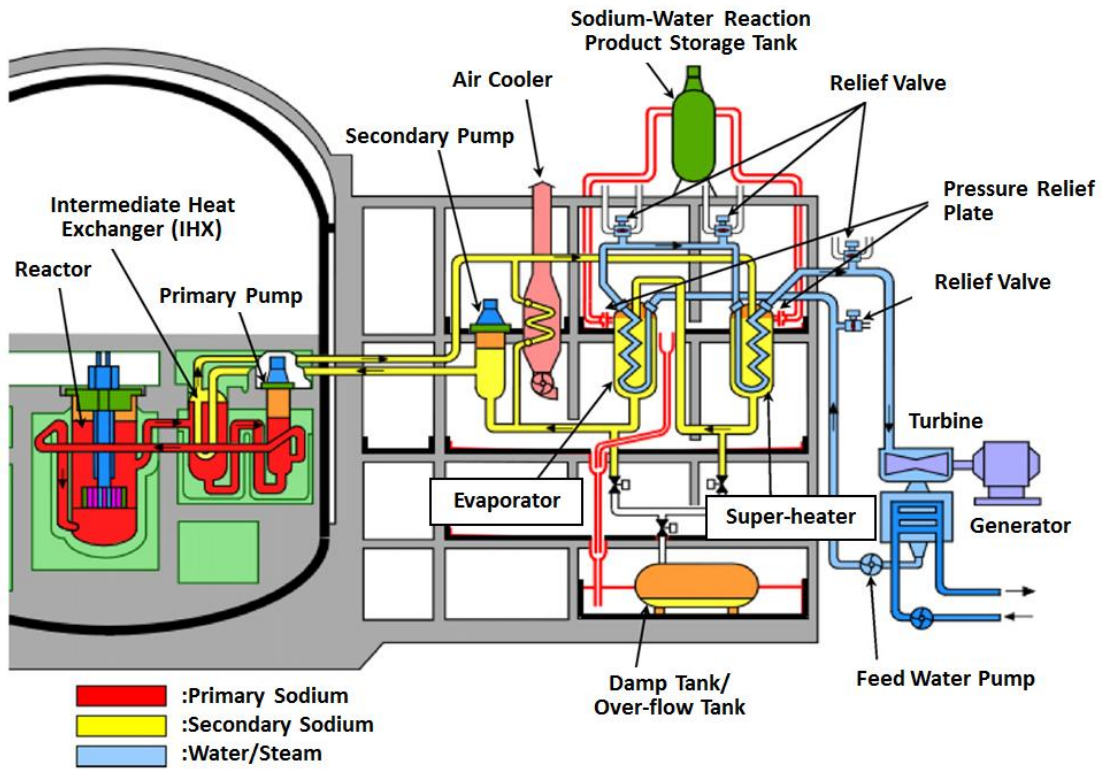 Sodium-Water Reaction
Product Storage Tank
Air Cooler
Relief Valve
Secondary Pump
Pressure Relief
Plate
Intermediate Heat
Exchanger (IHX)
Reactor
Primary Pump
Relief Valve
Turbine
Evaporator
Super-heater
Generator
Damp Tank/
Over-flow Tank
Feed Water Pump
:Primary Sodium
:Secondary Sodium
:Water/Steam